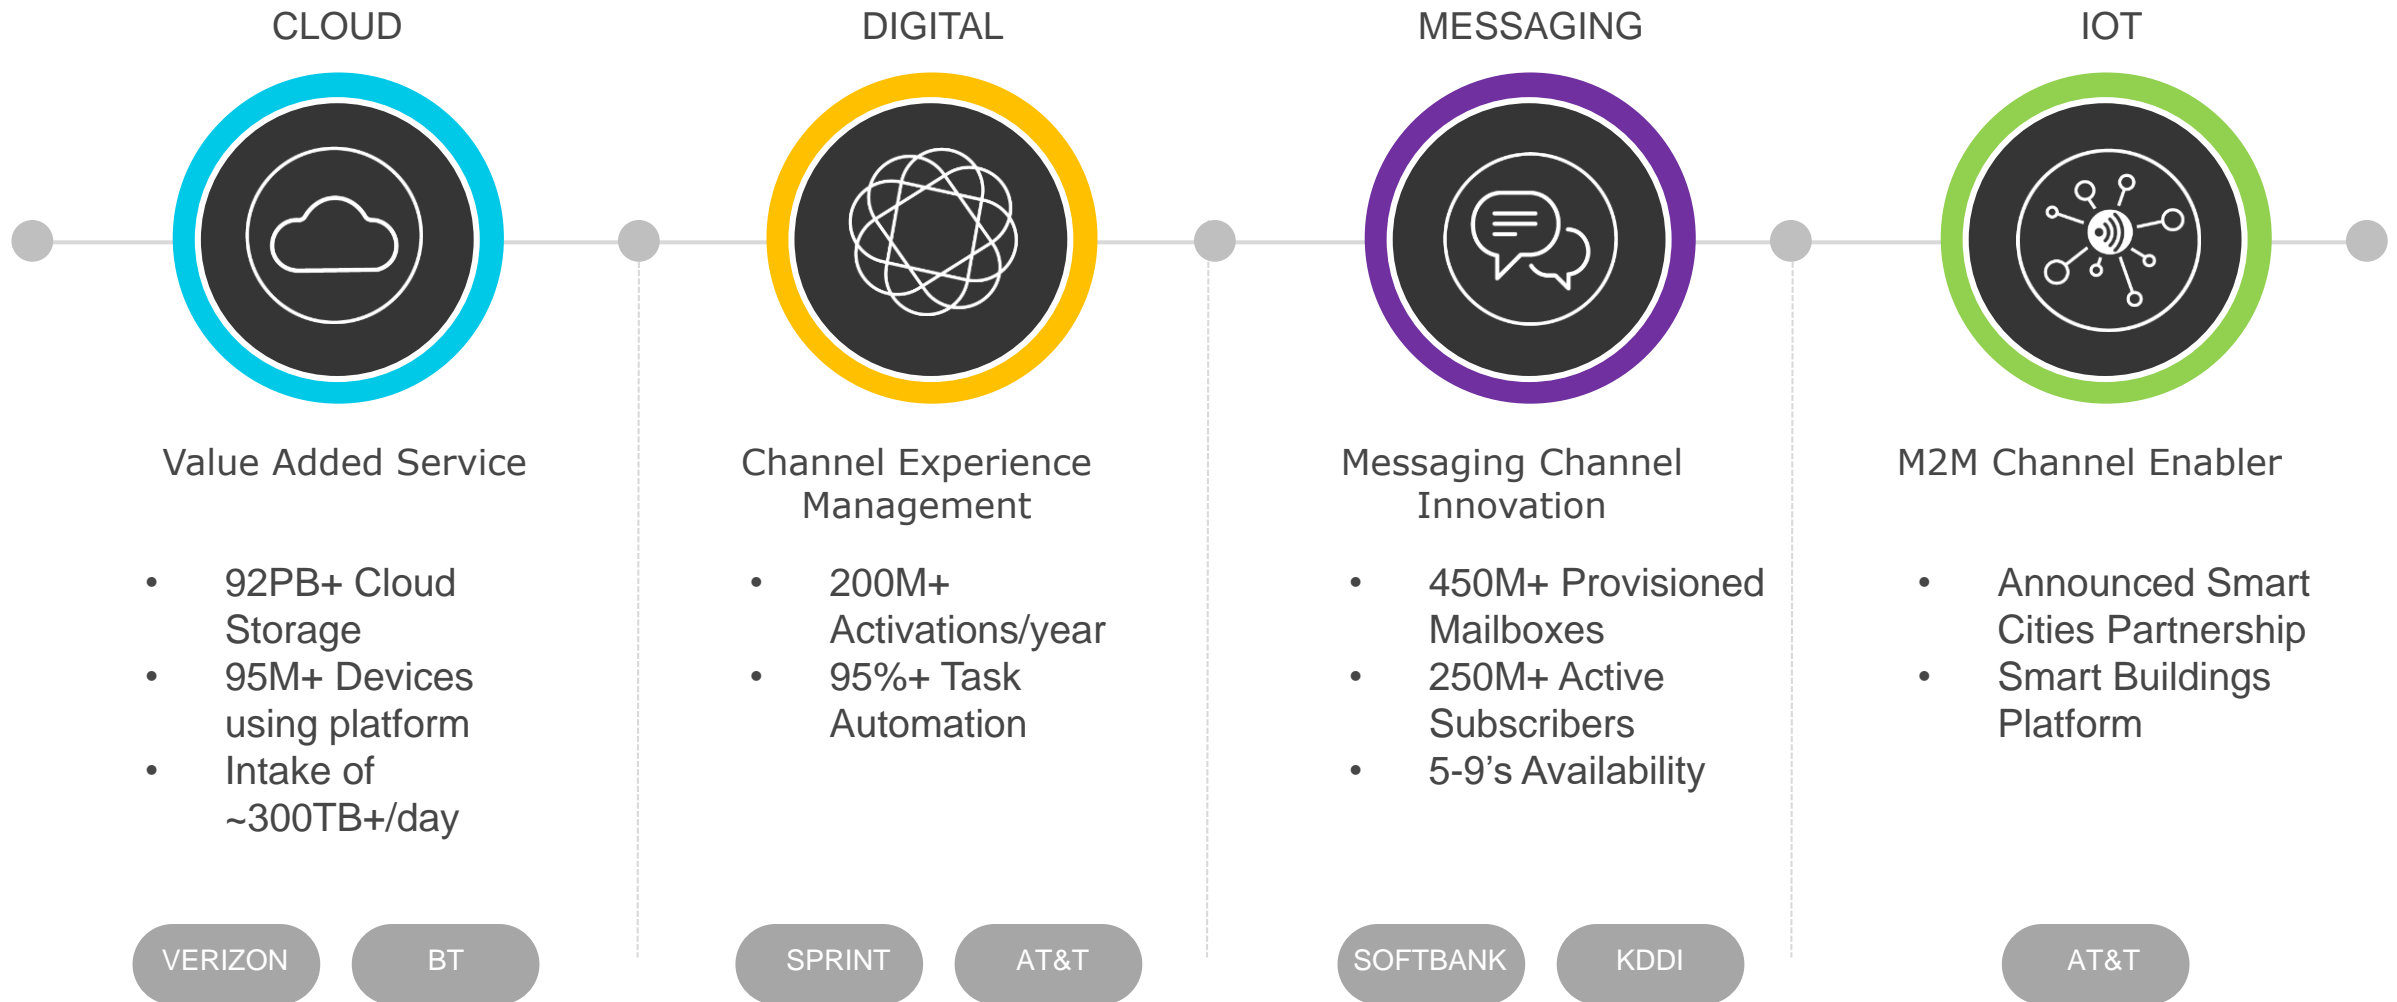 CLOUD
DIGITAL
MESSAGING
IOT
Value Added Service
• 92PB+ Cloud
Storage
• 95M+ Devices
using platform
• Intake of
~300TB+/day
VERIZON
BT
Channel Experience
Management
• 200M+
Activations/year
• 95%+ Task
Automation
SPRINT
AT&T
Messaging Channel
Innovation
• 450M+ Provisioned
Mailboxes
• 250M+ Active
Subscribers
• 5-9’s Availability
SOFTBANK
KDDI
M2M Channel Enabler
• Announced Smart
Cities Partnership
• Smart Buildings
Platform
AT&T